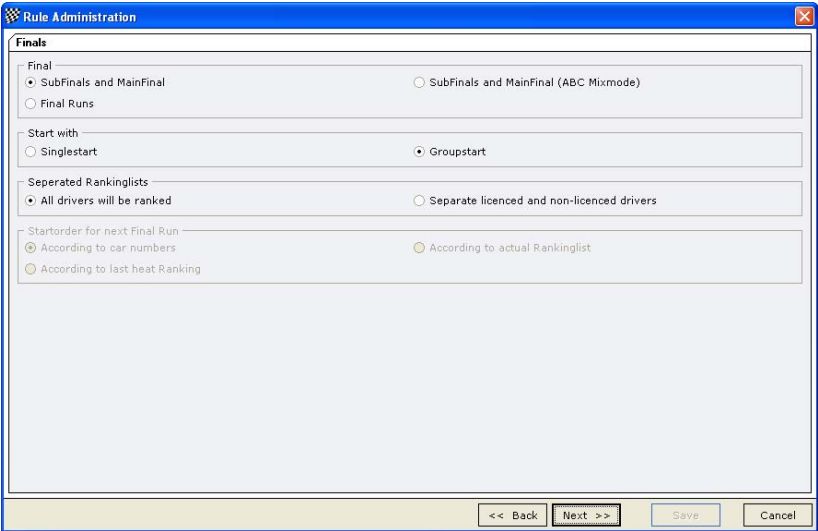 Rule Administration
Finals
Final
SubFinals and MainFinal
SubFinals and MainFinal (ABC Mixmode)
Final Runs
Start with
Singlestart
Groupstart
Seperated Rankinglists
All drivers will be ranked
Separate licenced and non-licenced drivers
Startorder for next Final Run
According to car numbers
According to actual Rankinglist
According to last heat Ranking
<< Back
Next >>
Save
Cancel